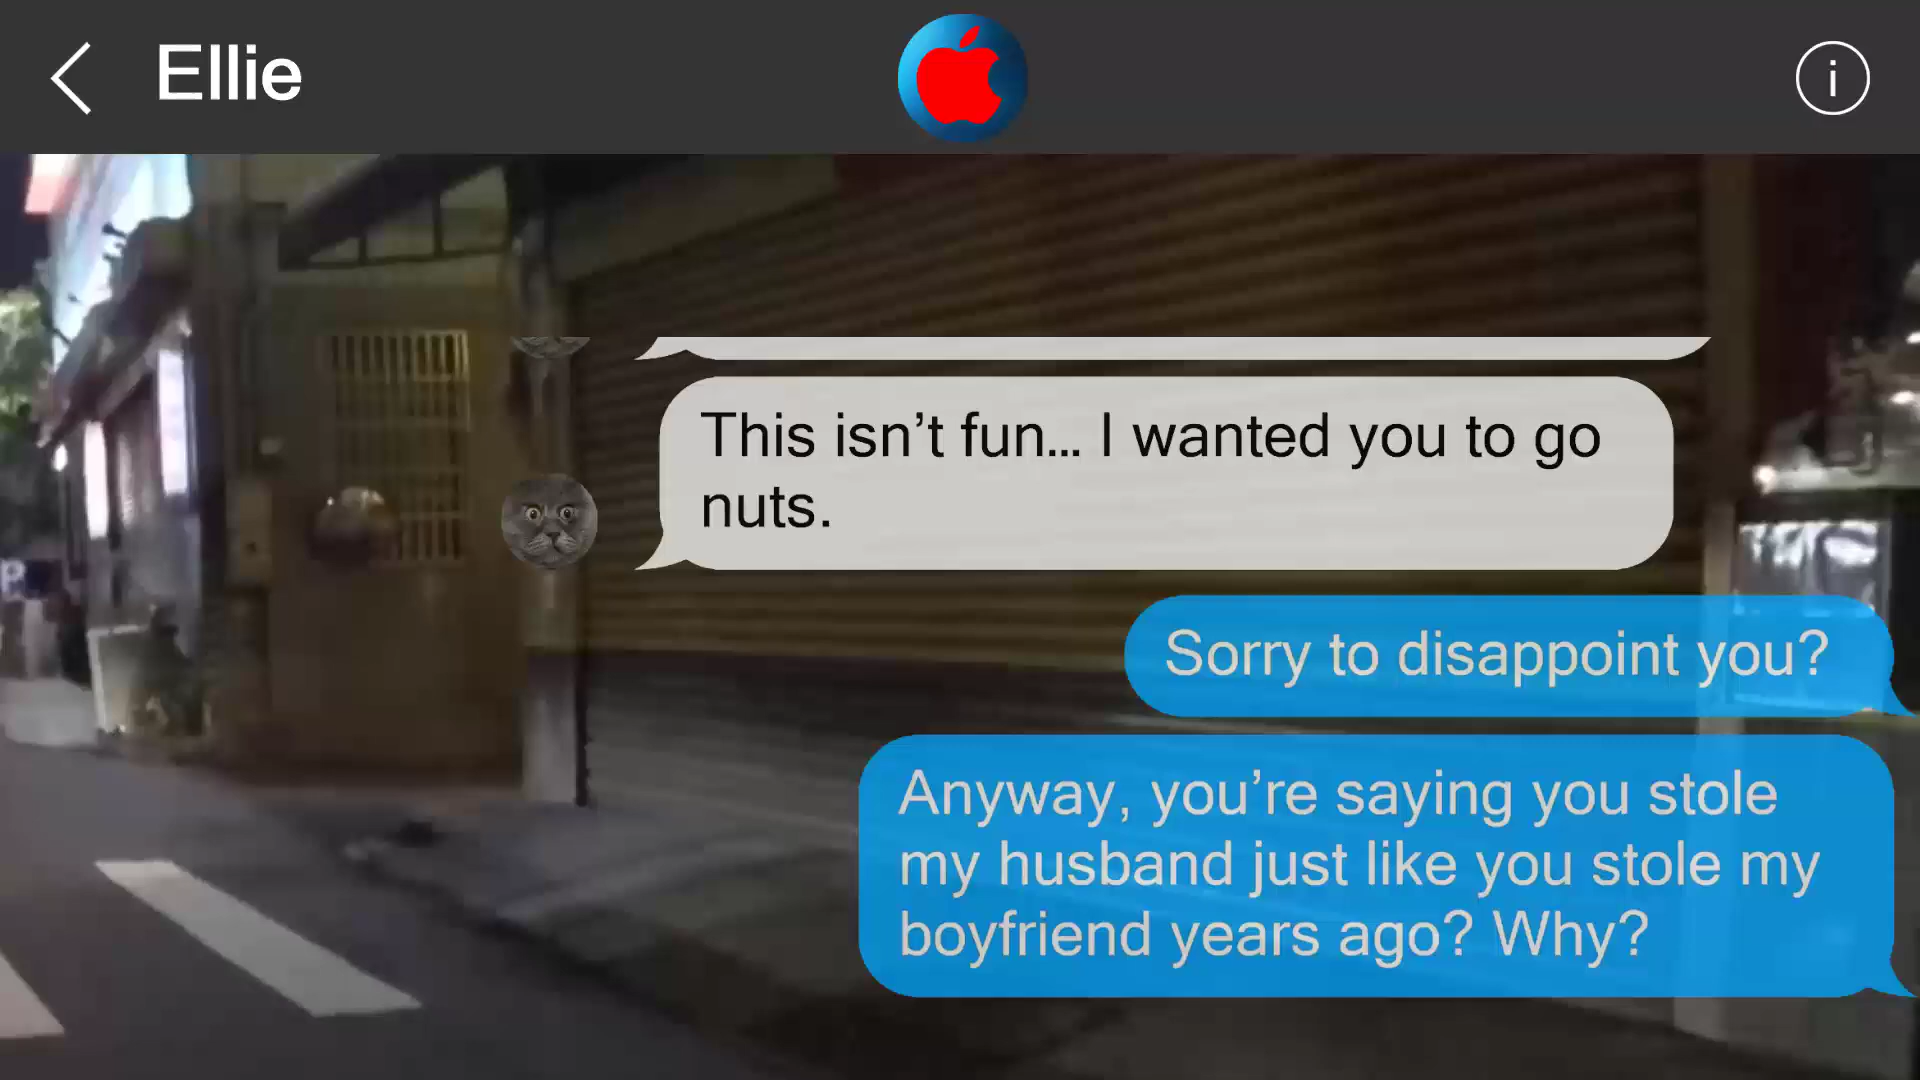 Ellie
i
This isn’t fun... I wanted you to go
nuts.
Sorry to disappoint you?
Anyway, you’re saying you stole
my husband just like you stole my
boyfriend years ago? Why?
P